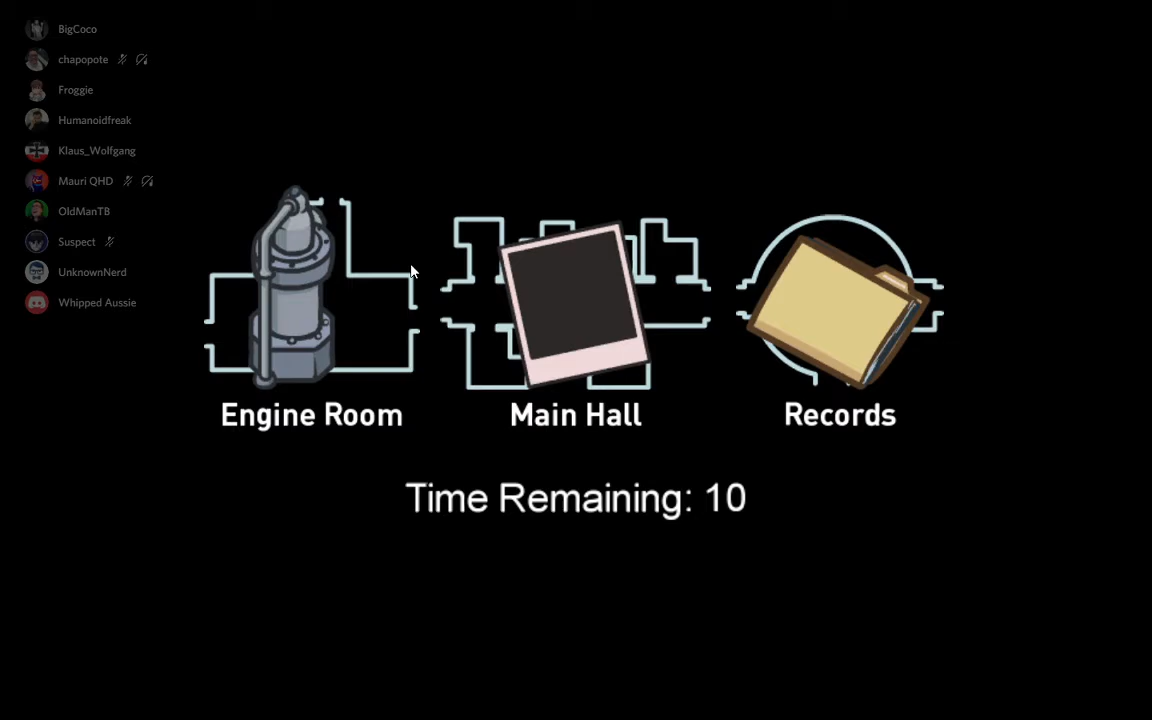 BigCoco
chapopote
Froggie
Humanoidfreak
Klaus_Wolfgang
Mauri QHD
OldManTB
Suspect
UnknownNerd
Whipped Aussie
Engine Room
Main Hall
Records
Time Remaining: 10